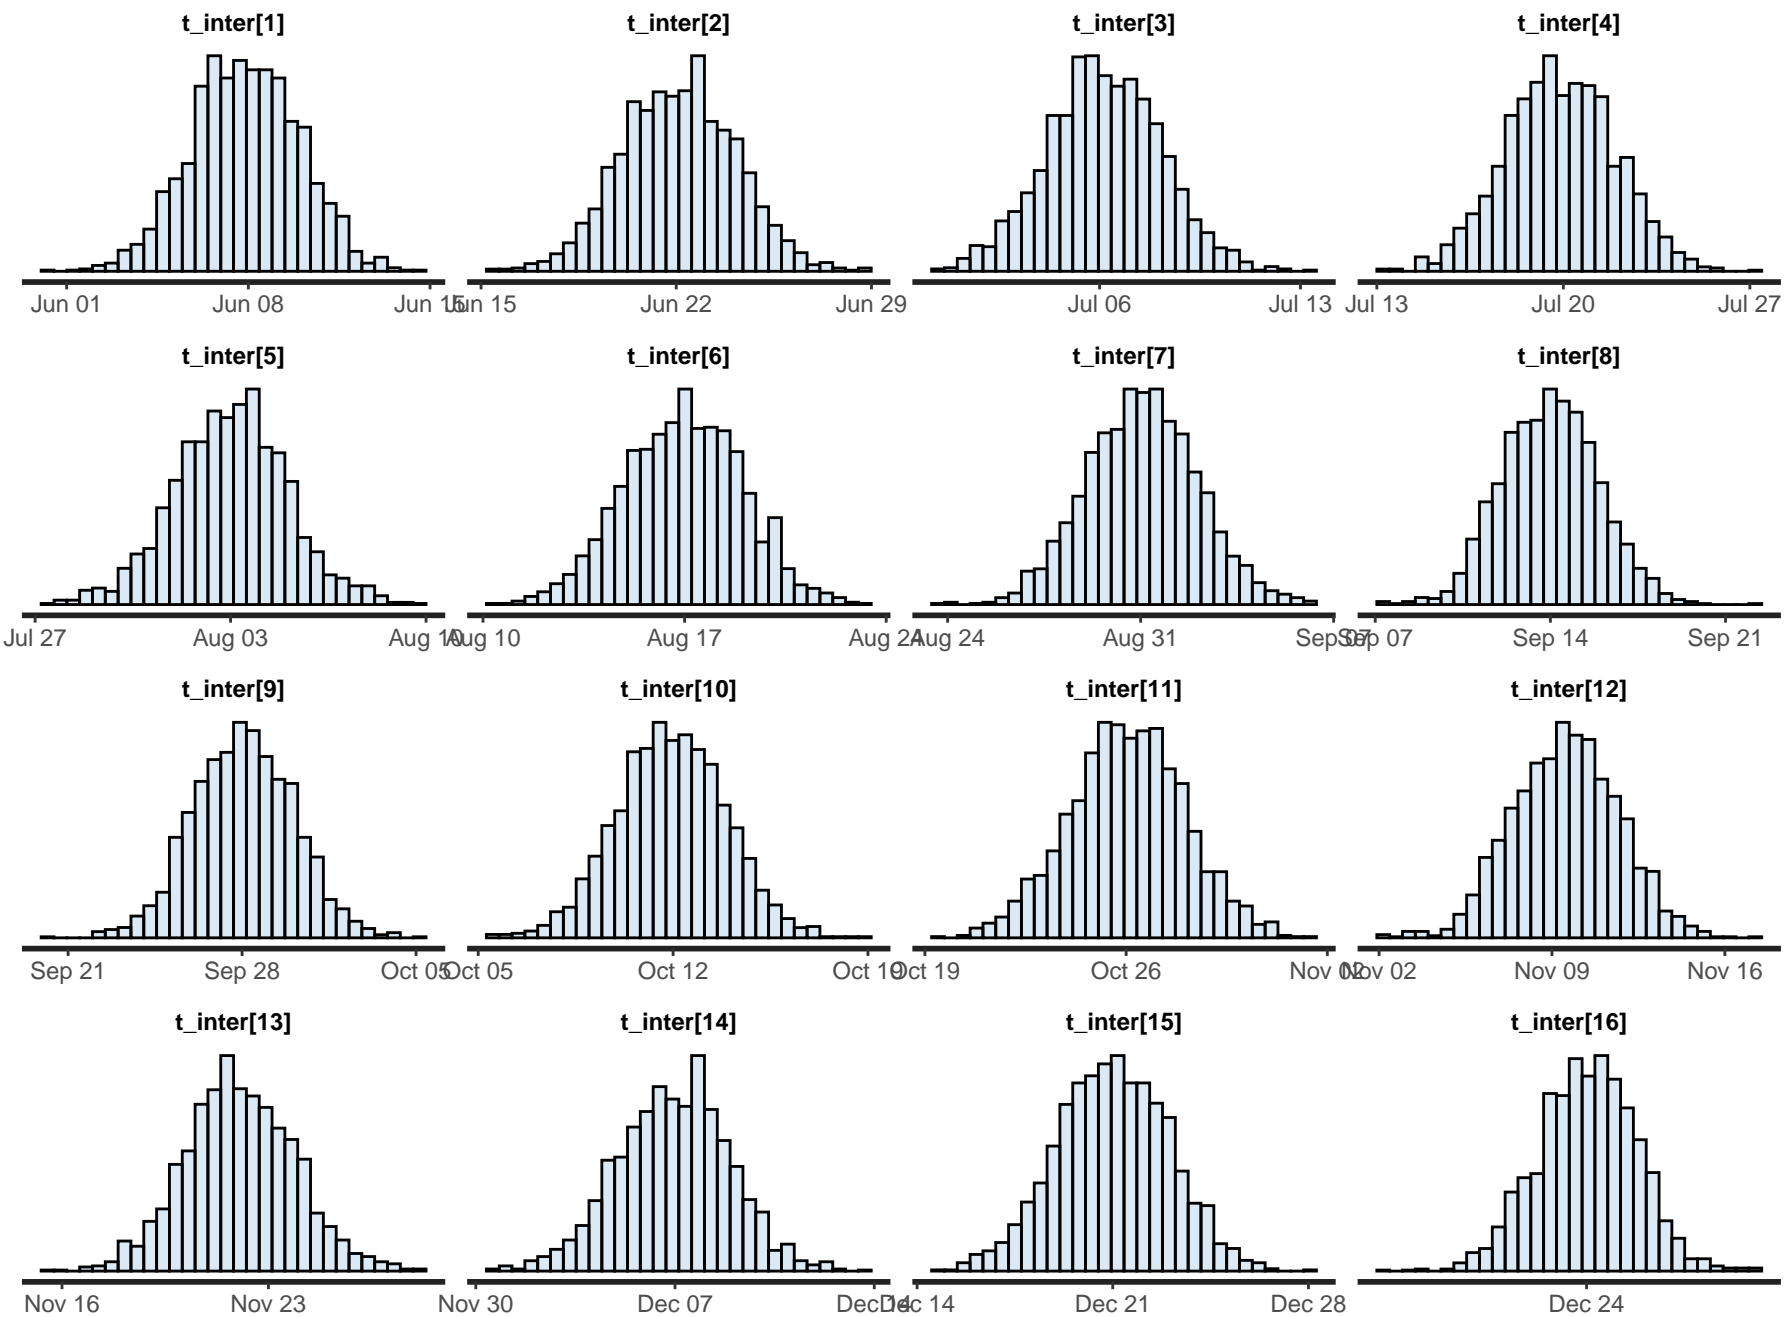 t_inter[1] t_inter[2] t_inter[3] t_inter[4]
Jun 01 Jun 08 Jun 15 Jun 15 Jun 22 Jun 29 Jul 06 Jul 13 Jul 13 Jul 20 Jul 27
t_inter[5] t_inter[6] t_inter[7] t_inter[8]
Jul 27 Aug 03 Aug 10 Aug 10 Aug 17 Aug 24 Aug 24 Aug 31 Sep 07 Sep 07 Sep 14 Sep 21
t_inter[9] t_inter[10] t_inter[11] t_inter[12]
Sep 21 Sep 28 Oct 05 Oct 05 Oct 12 Oct 19 Oct 19 Oct 26 Nov 02 Nov 02 Nov 09 Nov 16
t_inter[13] t_inter[14] t_inter[15] t_inter[16]
Nov 16 Nov 23 Nov 30 Dec 07 Dec 14 Dec 14 Dec 21 Dec 28 Dec 24